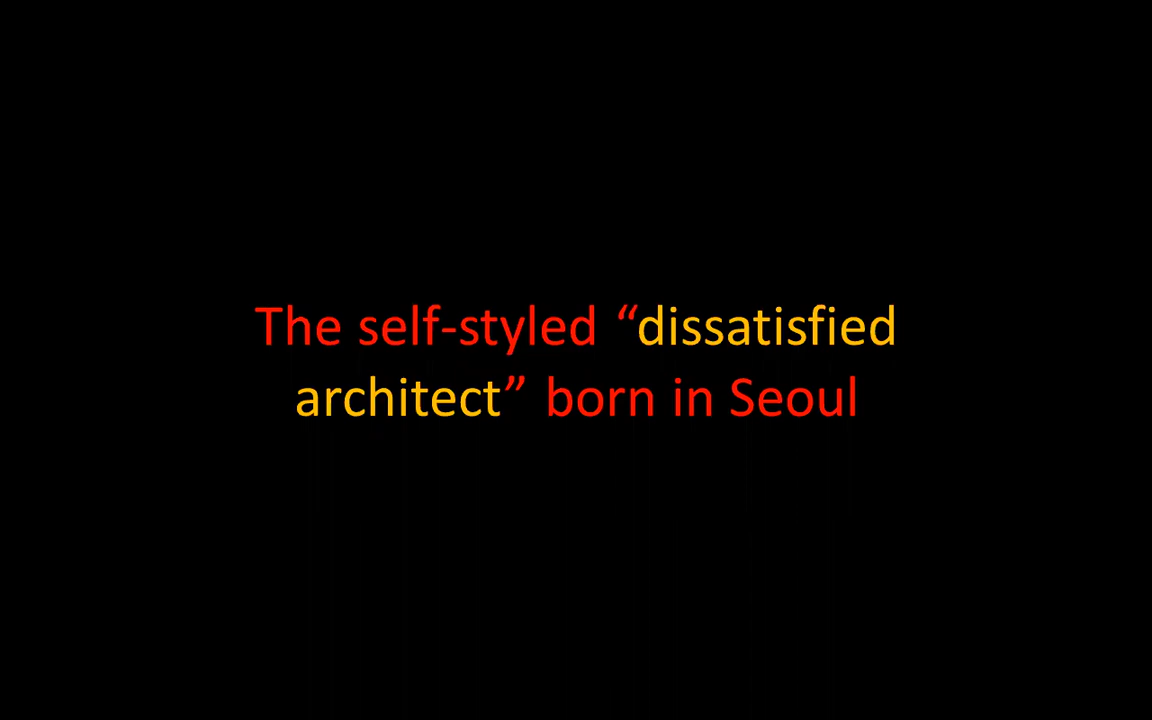 The self-styled “dissatisfied
architect” born in Seoul